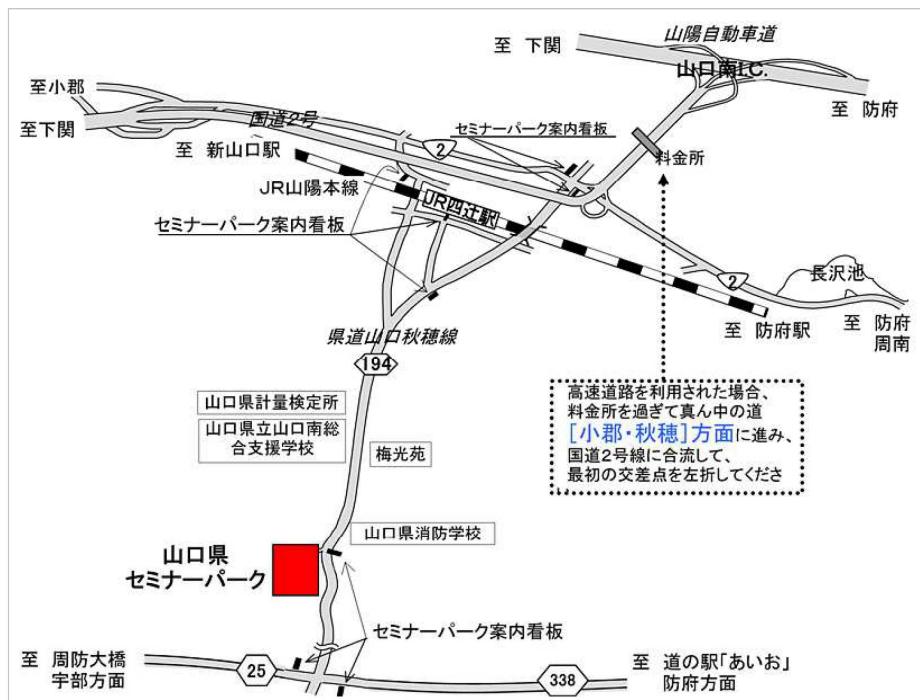 山陽自動車道
至 下関
山口南I.C.
至小郡
至 防府
国道2号
至下関
セミナーパーク案内看板
2
至 新山口駅
料金所
JR山陽本線
JR四辻駅
セミナーパーク案内看板
長沢池
2
至 防府駅
至 防府
周南
県道山口秋穂線
194
高速道路を利用された場合、
料金所を過ぎて真ん中の道
[小郡・秋穂]方面に進み、
国道2号線に合流して、
最初の交差点を左折してくださ
山口県計量検定所
山口県立山口南総
合支援学校
梅光苑
山口県消防学校
山口県
セミナーパーク
セミナーパーク案内看板
至 周防大橋
宇部方面
25
338
至 道の駅「あいお」
防府方面